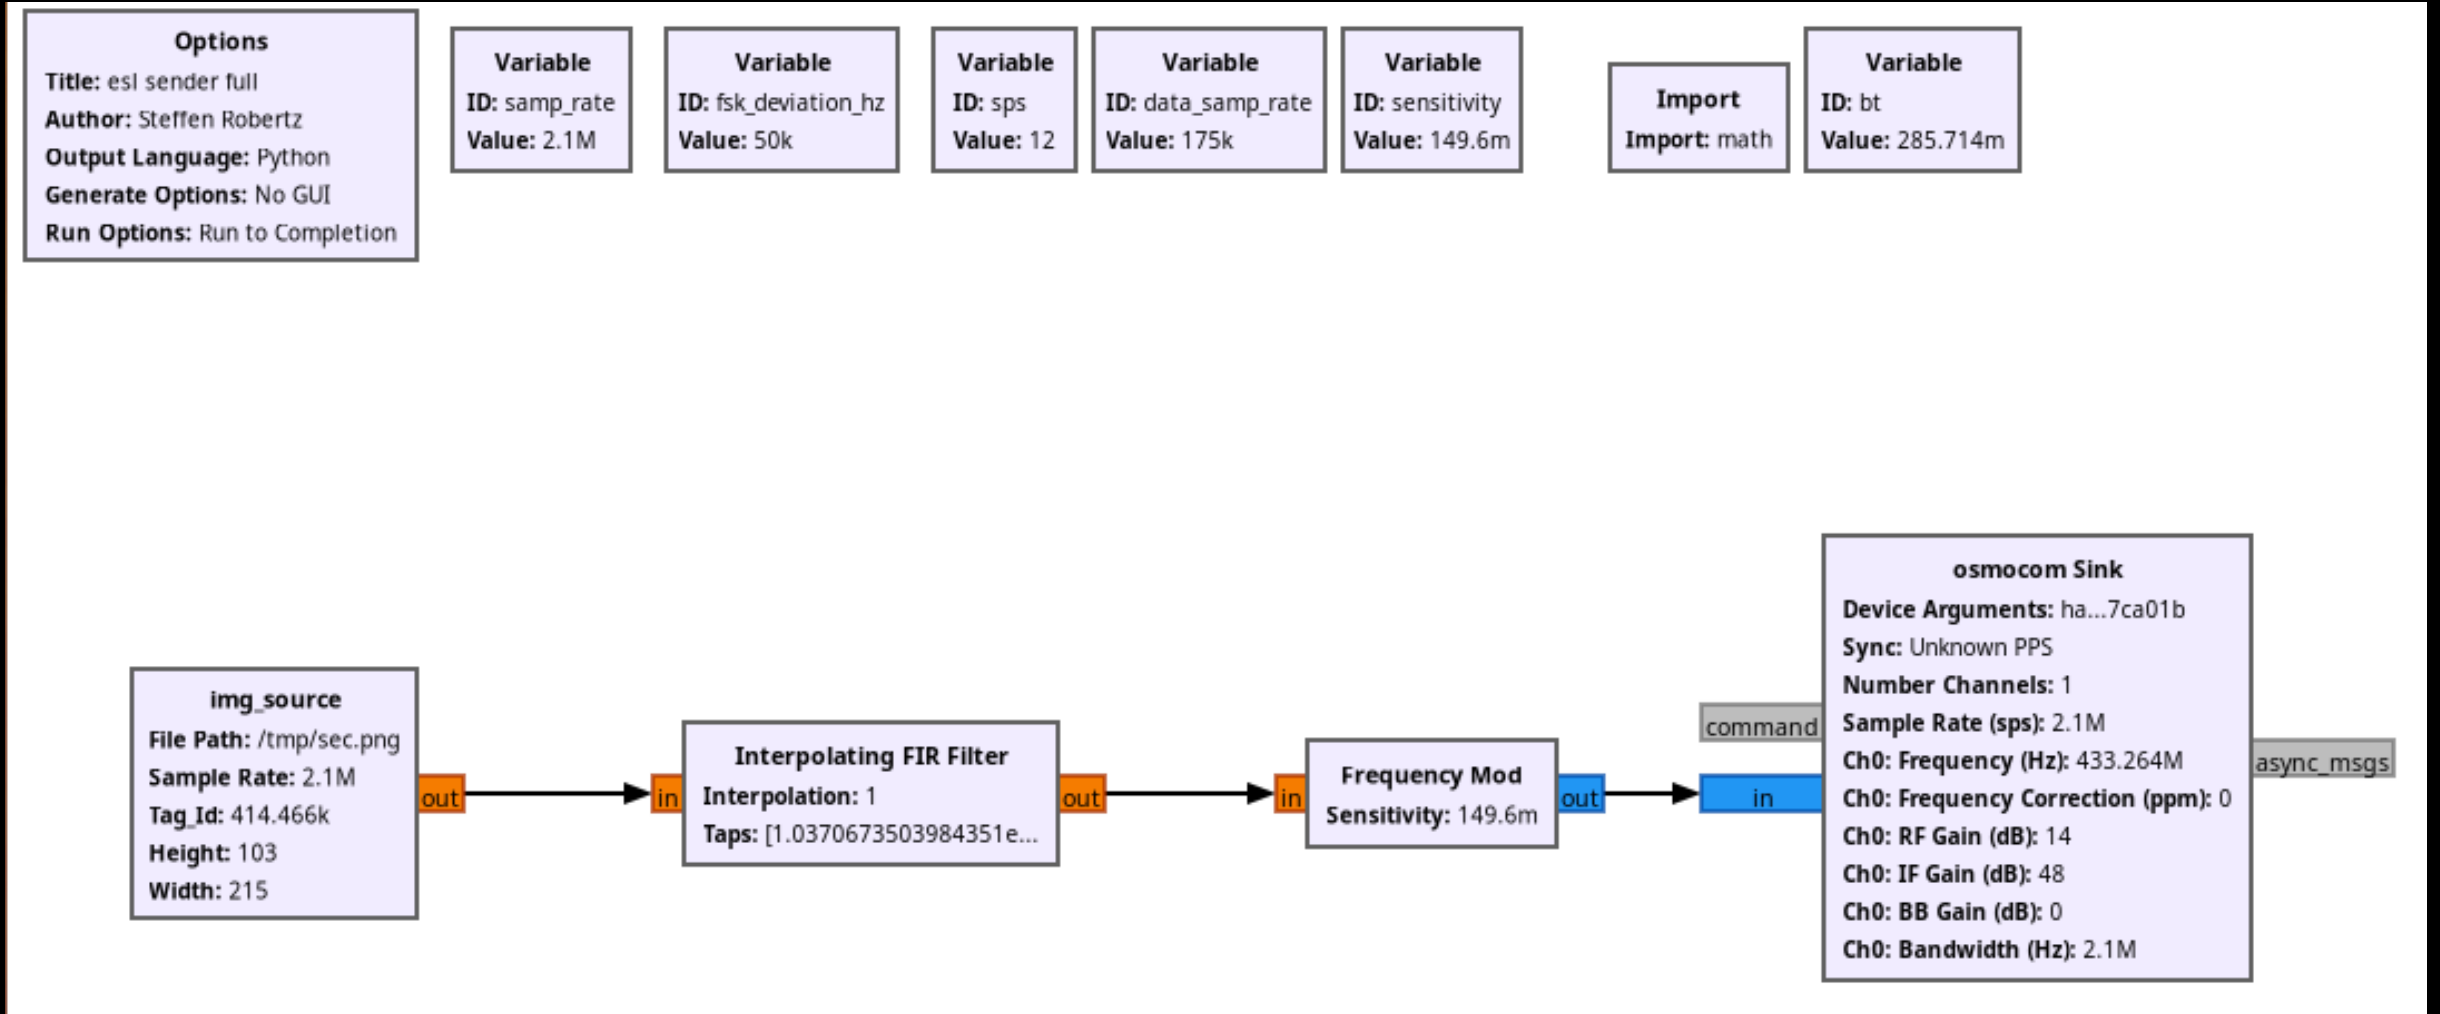 Options
Title: esl sender full
Author: Steffen Robertz
Output Language: Python
Generate Options: No GUI
Run Options: Run to Completion
Variable
ID: samp_rate
Value: 2.1M
Variable
ID: fsk_deviation_hz
Value: 50k
Variable
ID: sps
Value: 12
Variable
ID: data_samp_rate
Value: 175k
Variable
ID: sensitivity
Value: 149.6m
Import
Import: math
Variable
ID: bt
Value: 285.714m
img_source
File Path: /tmp/sec.png
Sample Rate: 2.1M
Tag_Id: 414.466k
Height: 103
Width: 215
out
in
Interpolating FIR Filter
Interpolation: 1
Taps: [1.0370673503984351e...
out
in
Frequency Mod
Sensitivity: 149.6m
out
command
in
osmocom Sink
Device Arguments: ha...7ca01b
Sync: Unknown PPS
Number Channels: 1
Sample Rate (sps): 2.1M
Ch0: Frequency (Hz): 433.264M
Ch0: Frequency Correction (ppm): 0
Ch0: RF Gain (dB): 14
Ch0: IF Gain (dB): 48
Ch0: BB Gain (dB): 0
Ch0: Bandwidth (Hz): 2.1M
async_msgs